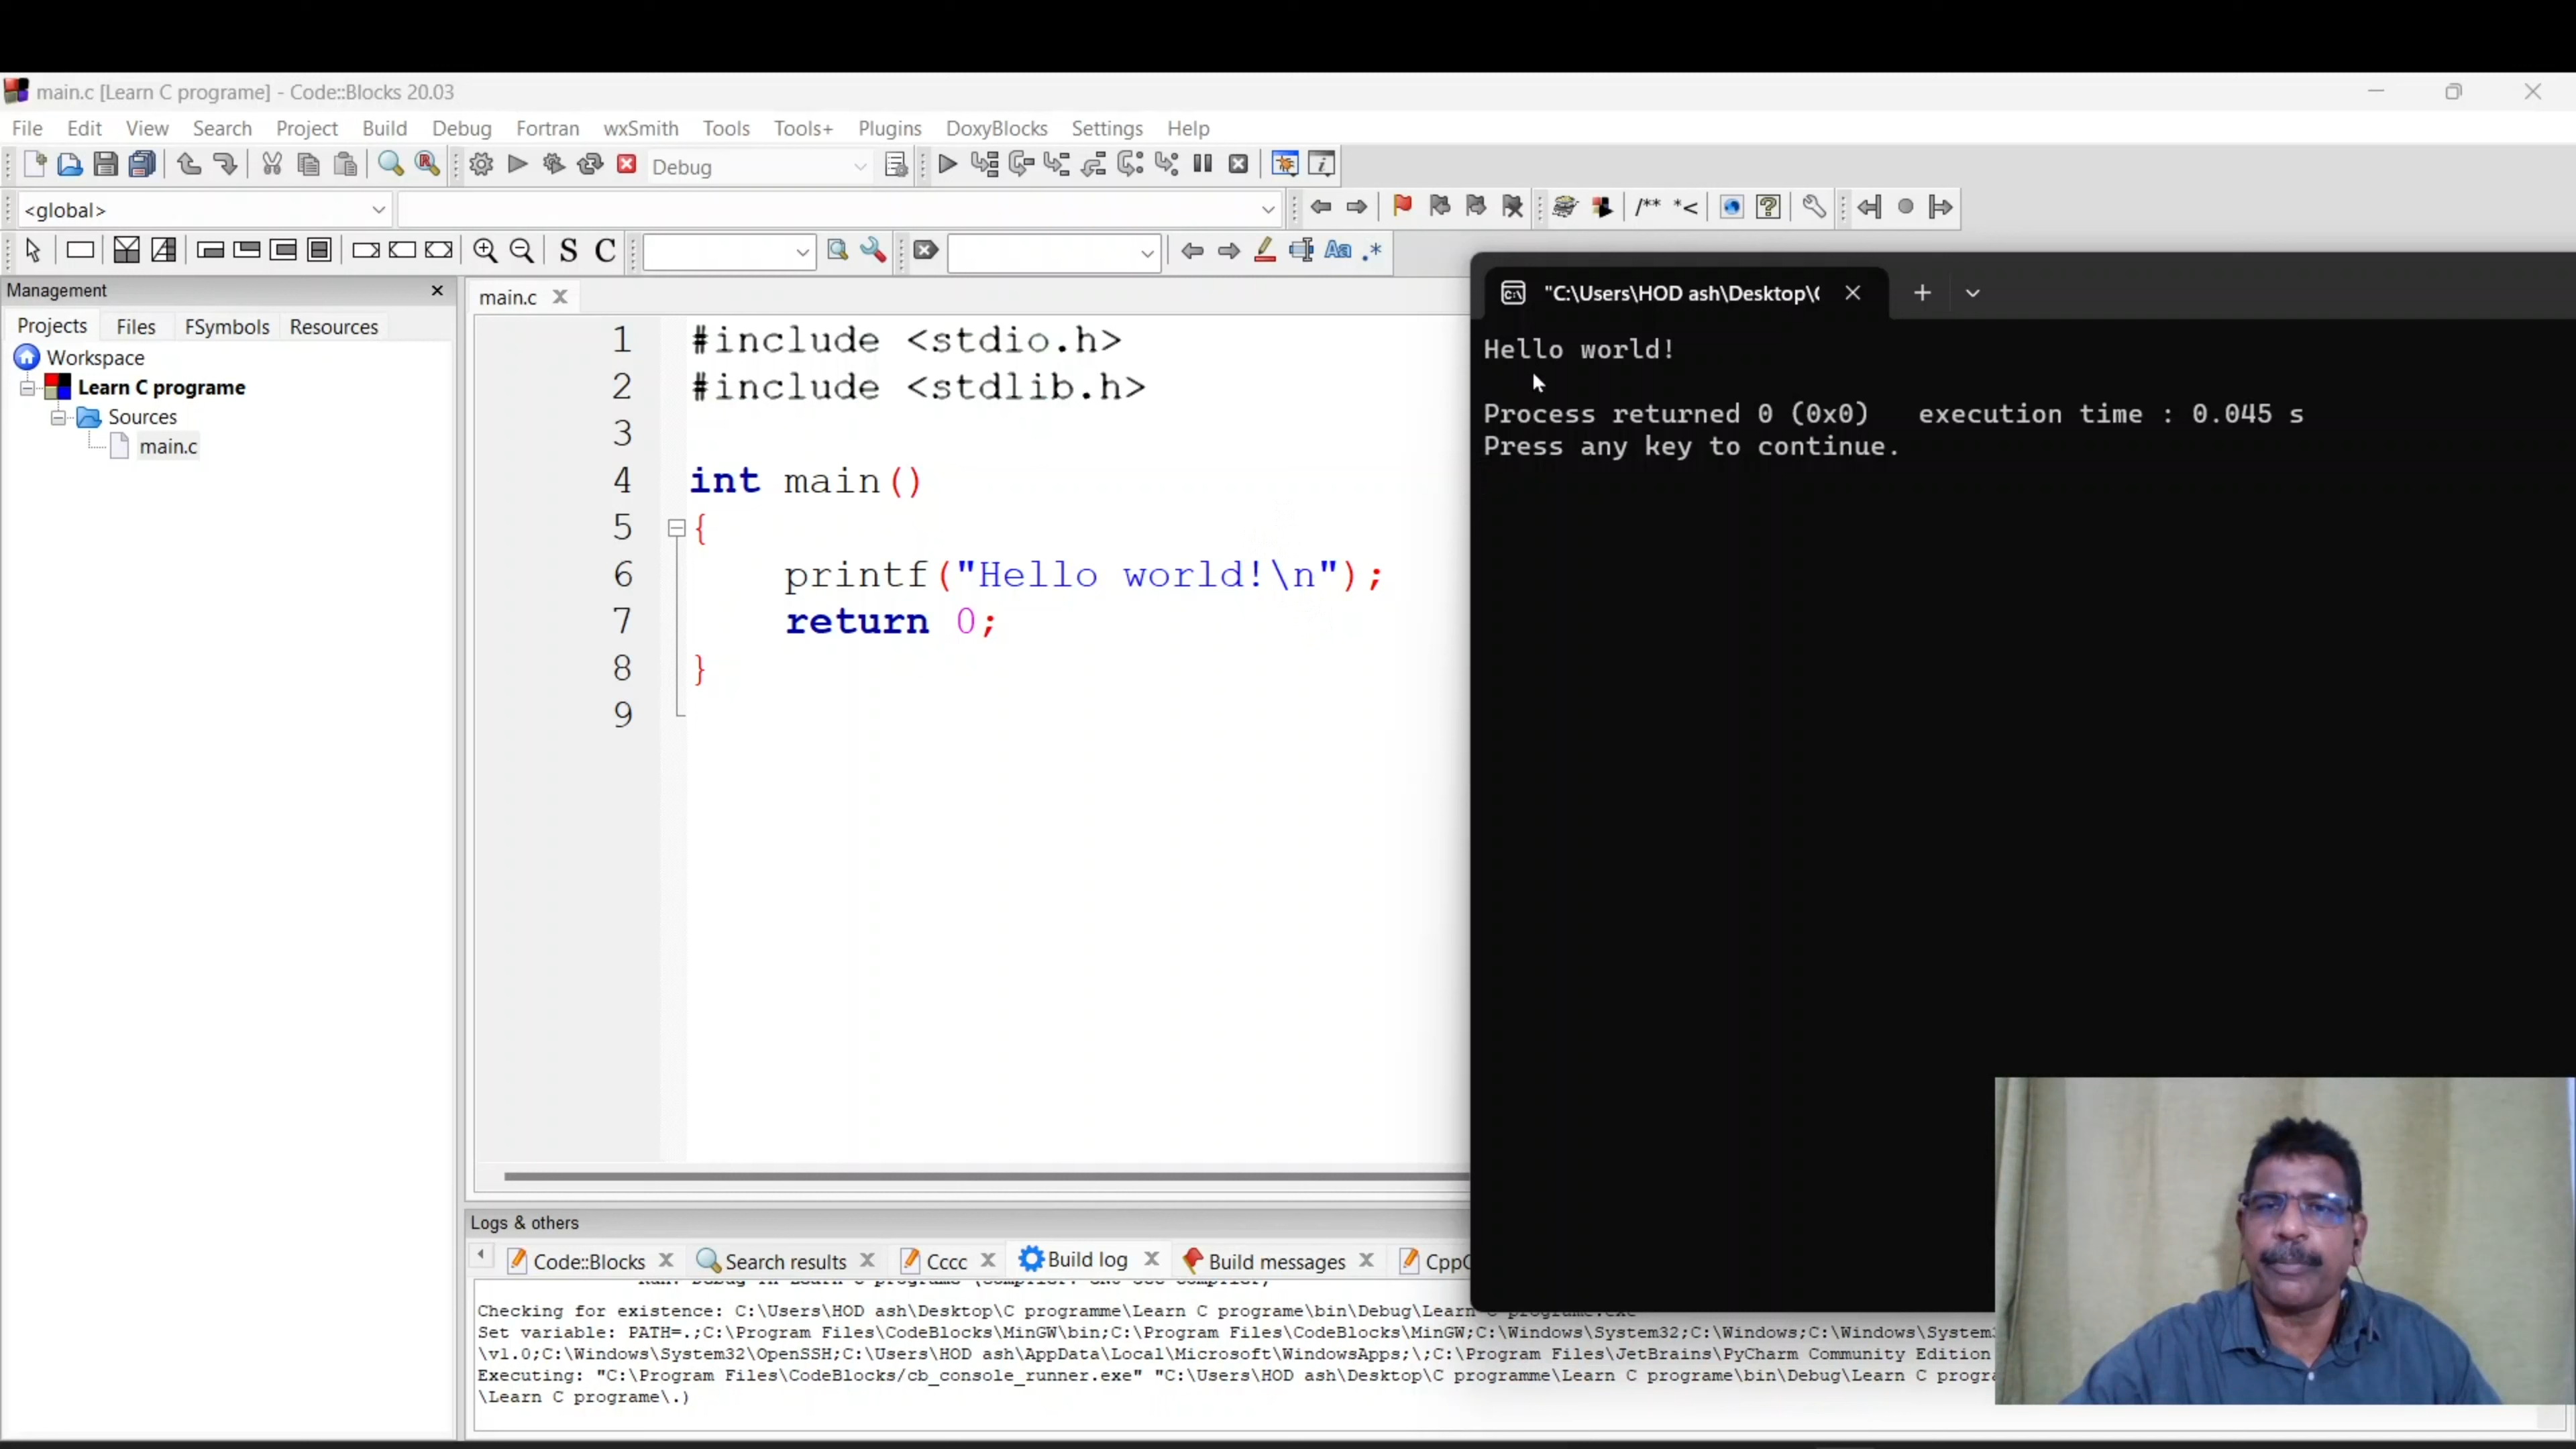 main.c [Learn C programe] - Code::Blocks 20.03
File Edit View Search Project Build Debug Fortran wxSmith Tools Tools+ Plugins DoxyBlocks Settings Help
Debug
<global>
/** *<
S C
Aa .*
Management
main.c
"C:\Users\HOD ash\Desktop\
Projects Files FSymbols Resources
Workspace
Learn C programe
Sources
main.c
1 #include <stdio.h>
2 #include <stdlib.h>
3
4 int main()
5 {
6 printf("Hello world!\n");
7 return 0;
8 }
9
Hello world!
Process returned 0 (0x0) execution time : 0.045 s
Press any key to continue.
Logs & others
Code::Blocks Search results Cccc Build log Build messages
Checking for existence: C:\Users\HOD ash\Desktop\C programme\Learn C programe\bin\Debug\Learn C programe.exe
Set variable: PATH=.;C:\Program Files\CodeBlocks\MinGW\bin;C:\Program Files\CodeBlocks\MinGW;C:\Windows\System32;C:\Windows;C:\Windows\System3
\v1.0;C:\Windows\System32\OpenSSH;C:\Users\HOD ash\AppData\Local\Microsoft\WindowsApps;\;C:\Program Files\JetBrains\PyCharm Community Edition
Executing: "C:\Program Files\CodeBlocks/cb_console_runner.exe" "C:\Users\HOD ash\Desktop\C programme\Learn C programe\bin\Debug\Learn C progra
\Learn C programe\.)